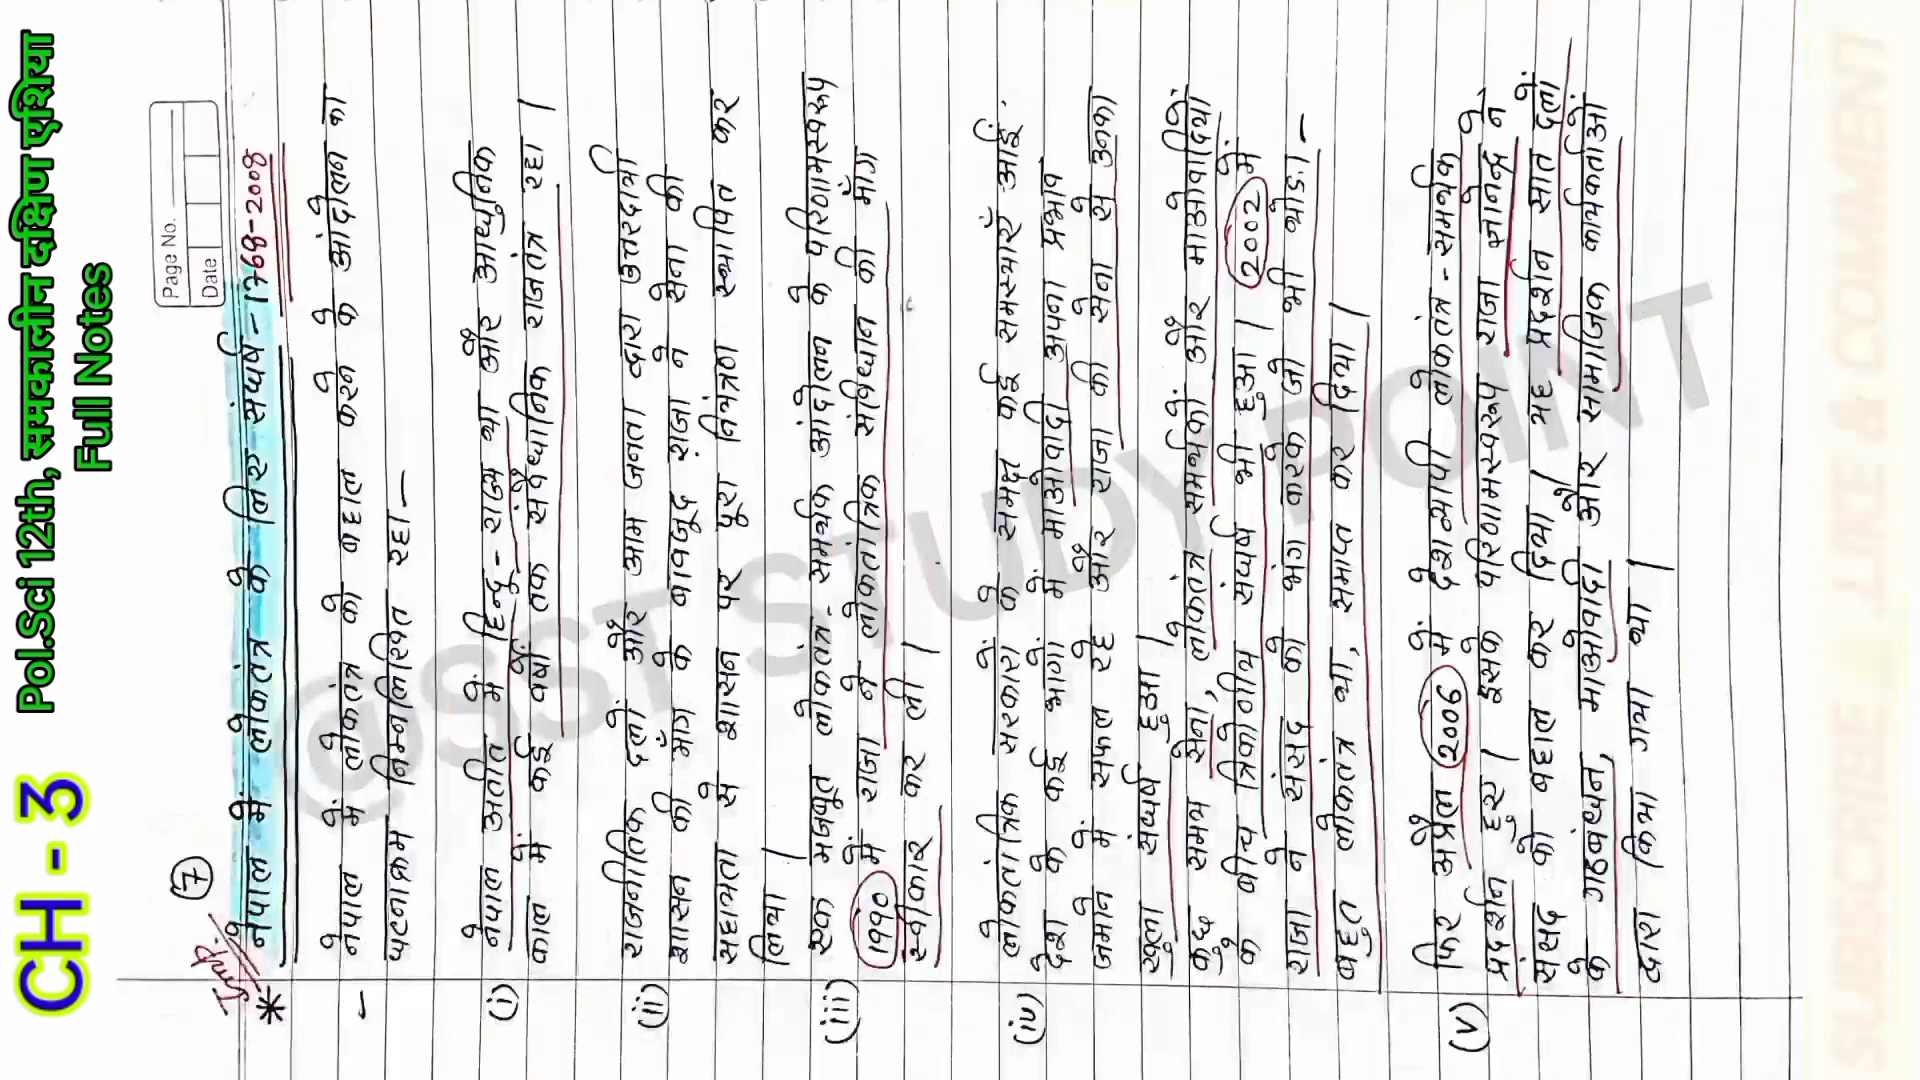 CH - 3
Pol.Sci 12th, समकालीन दक्षिण एशिया
Full Notes
Page No.
Date
7
Imp.
* नेपाल में लोकतंत्र के लिए संघर्ष - 1768-2008
- नेपाल में लोकतंत्र को बहाल करने के आंदोलन का
घटनाक्रम निम्नलिखित रहा-
(i) नेपाल अतीत में हिन्दू - राज्य था और आधुनिक
काल में कई वर्षों तक संवैधानिक राजतंत्र रहा।
(ii) राजनीतिक दलों और आम जनता द्वारा उत्तरदायी
शासन की माँग के बावजूद राजा ने सेना की
सहायता से शासन पर पूरा नियंत्रण स्थापित कर
लिया।
(iii) एक मजबूत लोकतंत्र - समर्थक आंदोलन के परिणामस्वरूप
1990 में राजा ने लोकतांत्रिक संविधान की माँग
स्वीकार कर ली।
(iv) लोकतांत्रिक सरकारों के समक्ष कई समस्याएँ आई.
देश के कई भागों में माओवादी अपना प्रभाव
जमाने में सफल रहे और राजा की सेना से उनका
खुला संघर्ष हुआ।
कुछ समय सेना, लोकतंत्र समर्थकों और माओवादियों
के बीच त्रिकोणीय संघर्ष भी हुआ। 2002 में
राजा ने संसद को भंग करके जो भी थोड़ा-
बहुत लोकतंत्र था, समाप्त कर दिया।
(v) फिर अप्रैल 2006 में देशव्यापी लोकतंत्र - समर्थक
प्रदर्शन हुए। इसके परिणामस्वरूप राजा ज्ञानेन्द्र ने
संसद को बहाल कर दिया। यह प्रदर्शन सात दलों
के गठबंधन, माओवादी और सामाजिक कार्यकर्ताओं
द्वारा किया गया था।
@SST STUDY POINT
SUBSCRIBE, LIKE & COMMENT